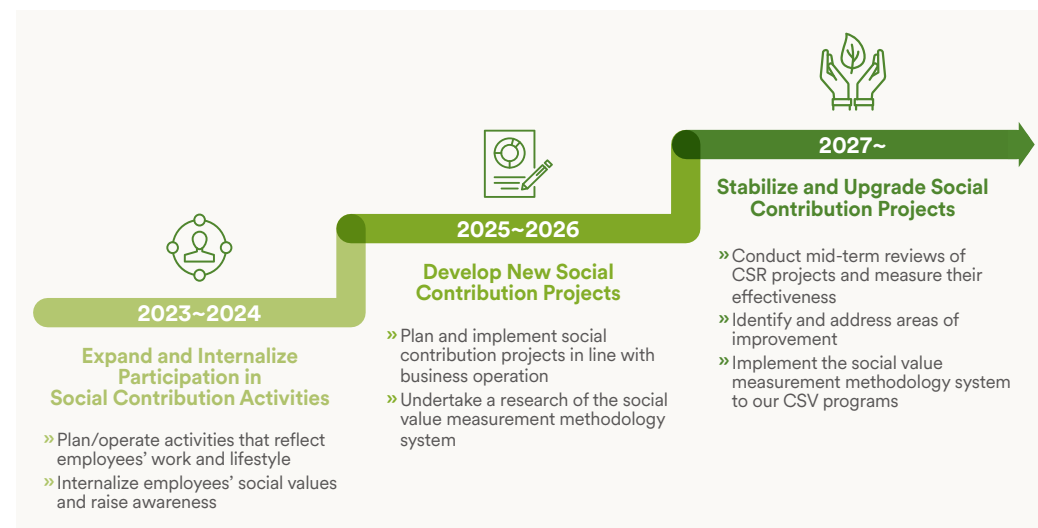 2023~2024
Expand and Internalize
Participation in
Social Contribution Activities
» Plan/operate activities that reflect
employees’ work and lifestyle
» Internalize employees’ social values
and raise awareness
2025~2026
Develop New Social
Contribution Projects
» Plan and implement social
contribution projects in line with
business operation
» Undertake a research of the social
value measurement methodology
system
2027~
Stabilize and Upgrade Social
Contribution Projects
» Conduct mid-term reviews of
CSR projects and measure their
effectiveness
» Identify and address areas of
improvement
» Implement the social value
measurement methodology system
to our CSV programs